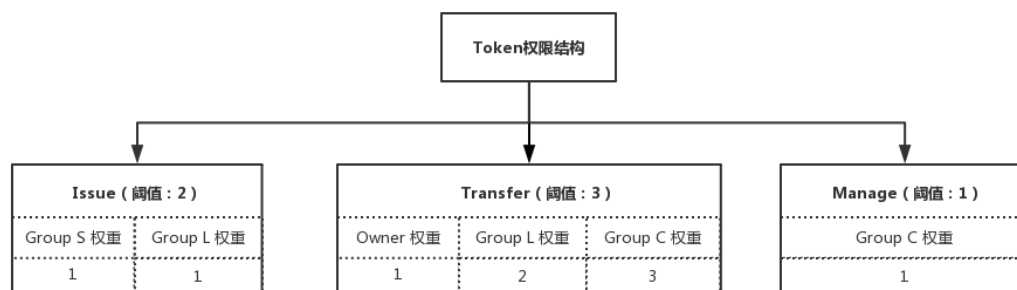 Token权限结构
Issue（阈值：2） Transfer（阈值：3） Manage（阈值：1）
Group S 权重 Group L 权重 Owner 权重 Group L 权重 Group C 权重 Group C 权重
1 1 1 2 3 1